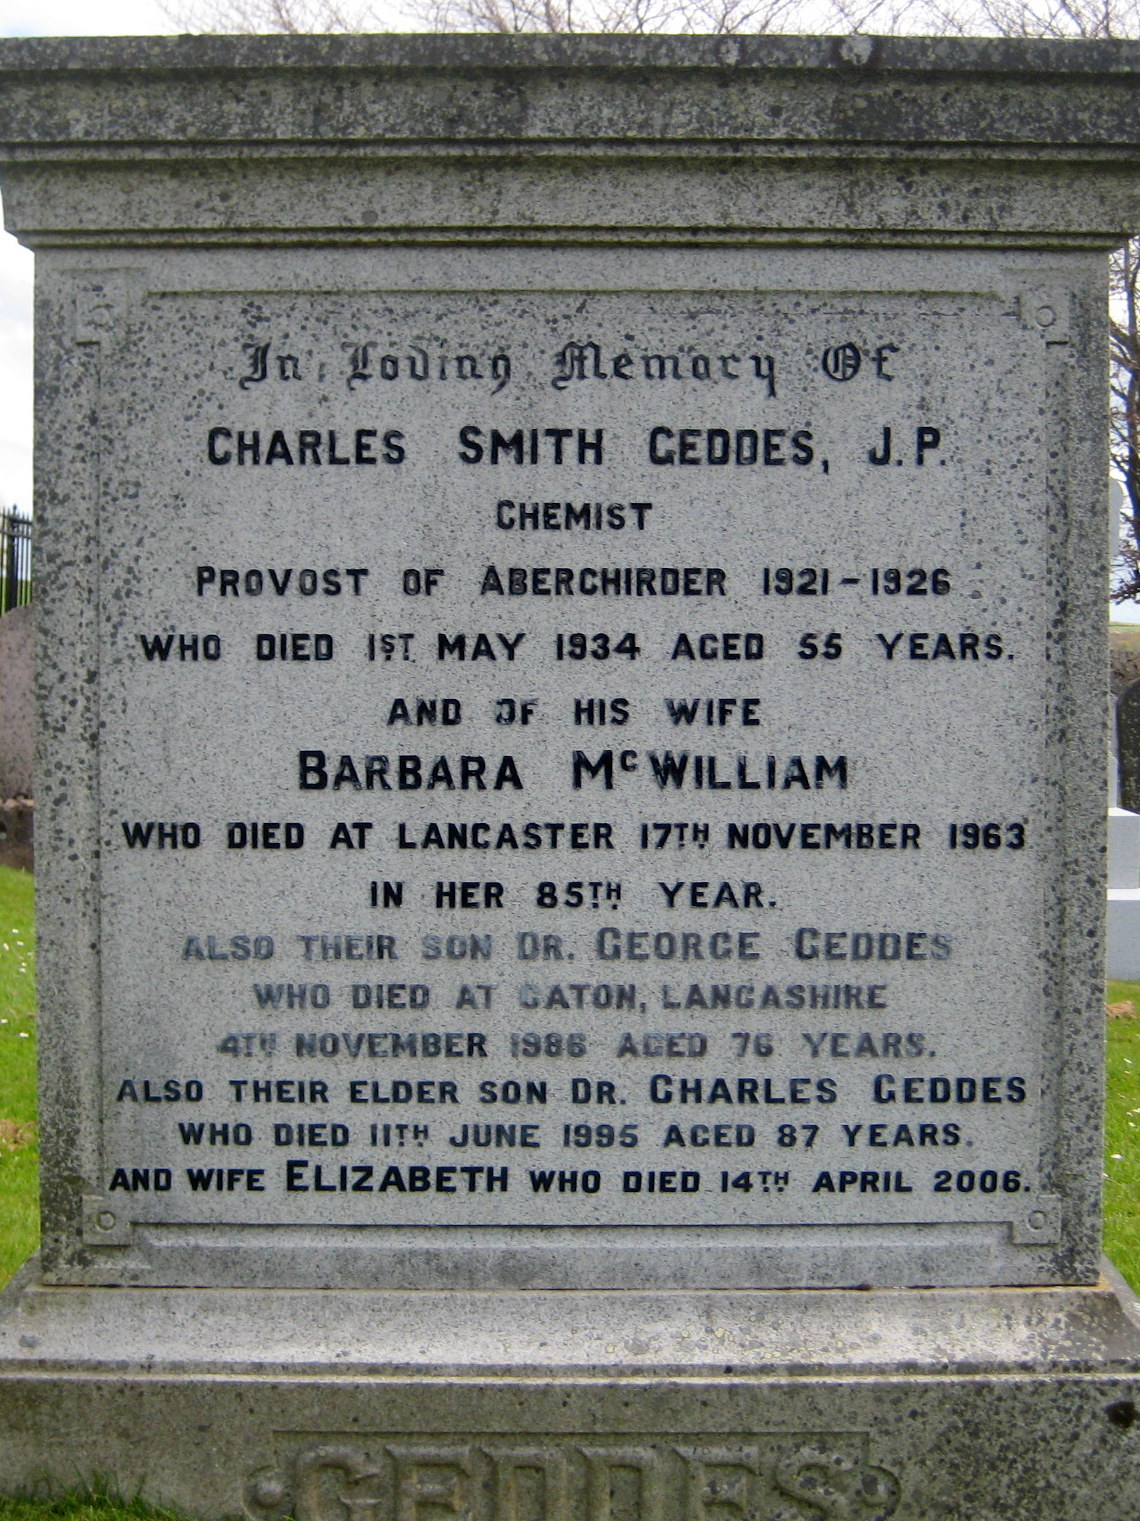 In Loving Memory Of
CHARLES SMITH GEDDES, J.P.
CHEMIST
PROVOST OF ABERCHIRDER 1921-1926
WHO DIED 1ST MAY 1934 AGED 55 YEARS.
AND OF HIS WIFE
BARBARA McWILLIAM
WHO DIED AT LANCASTER 17TH NOVEMBER 1963
IN HER 85TH YEAR.
ALSO THEIR SON DR. GEORGE GEDDES
WHO DIED AT CATON, LANCASHIRE
4TH NOVEMBER 1986 AGED 76 YEARS.
ALSO THEIR ELDER SON DR. CHARLES GEDDES
WHO DIED 11TH JUNE 1995 AGED 87 YEARS.
AND WIFE ELIZABETH WHO DIED 14TH APRIL 2006.
GEDDES